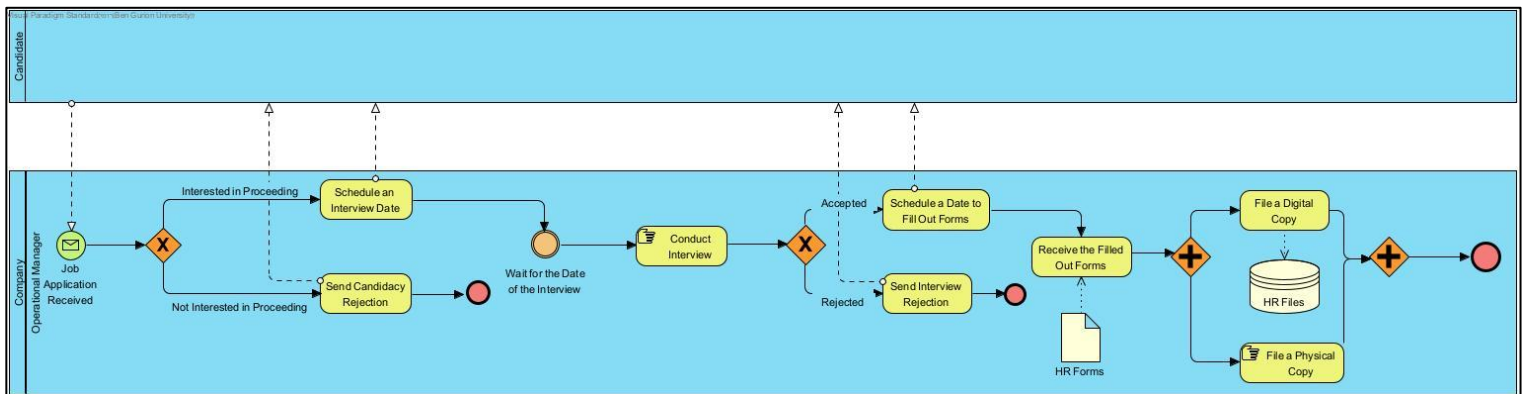 Visual Paradigm Standard(
Ben Gurion University)
Candidate
Company
Operational Manager
Job
Application
Received
Interested in Proceeding
Not Interested in Proceeding
Schedule an
Interview Date
Send Candidacy
Rejection
Wait for the Date
of the Interview
Conduct
Interview
Accepted
Rejected
Schedule a Date to
Fill Out Forms
Send Interview
Rejection
Receive the Filled
Out Forms
HR Forms
File a Digital
Copy
HR Files
File a Physical
Copy